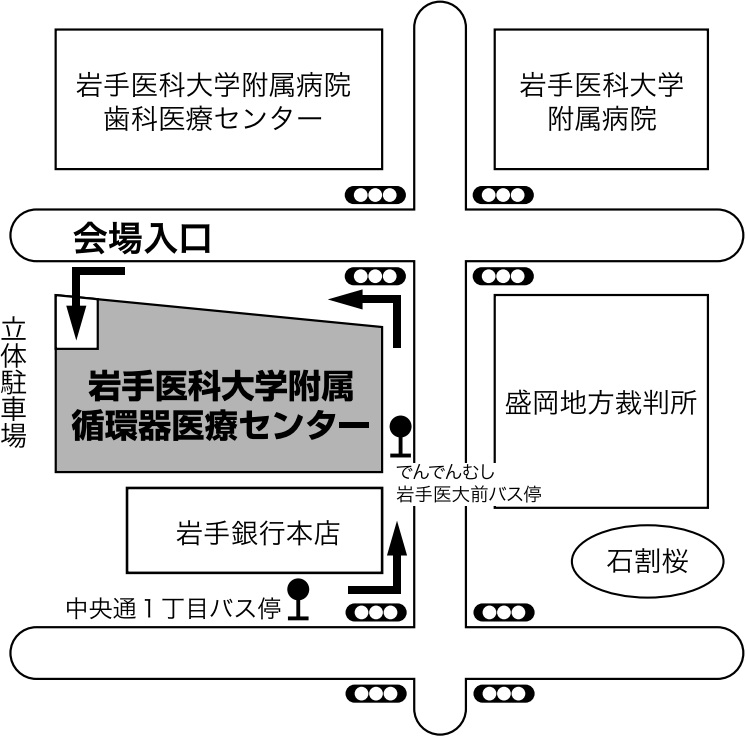 岩手医科大学附属病院
歯科医療センター
岩手医科大学
附属病院
会場入口
立体駐車場
岩手医科大学附属
循環器医療センター
盛岡地方裁判所
でんでんむし
岩手医大前バス停
岩手銀行本店
石割桜
中央通1丁目バス停